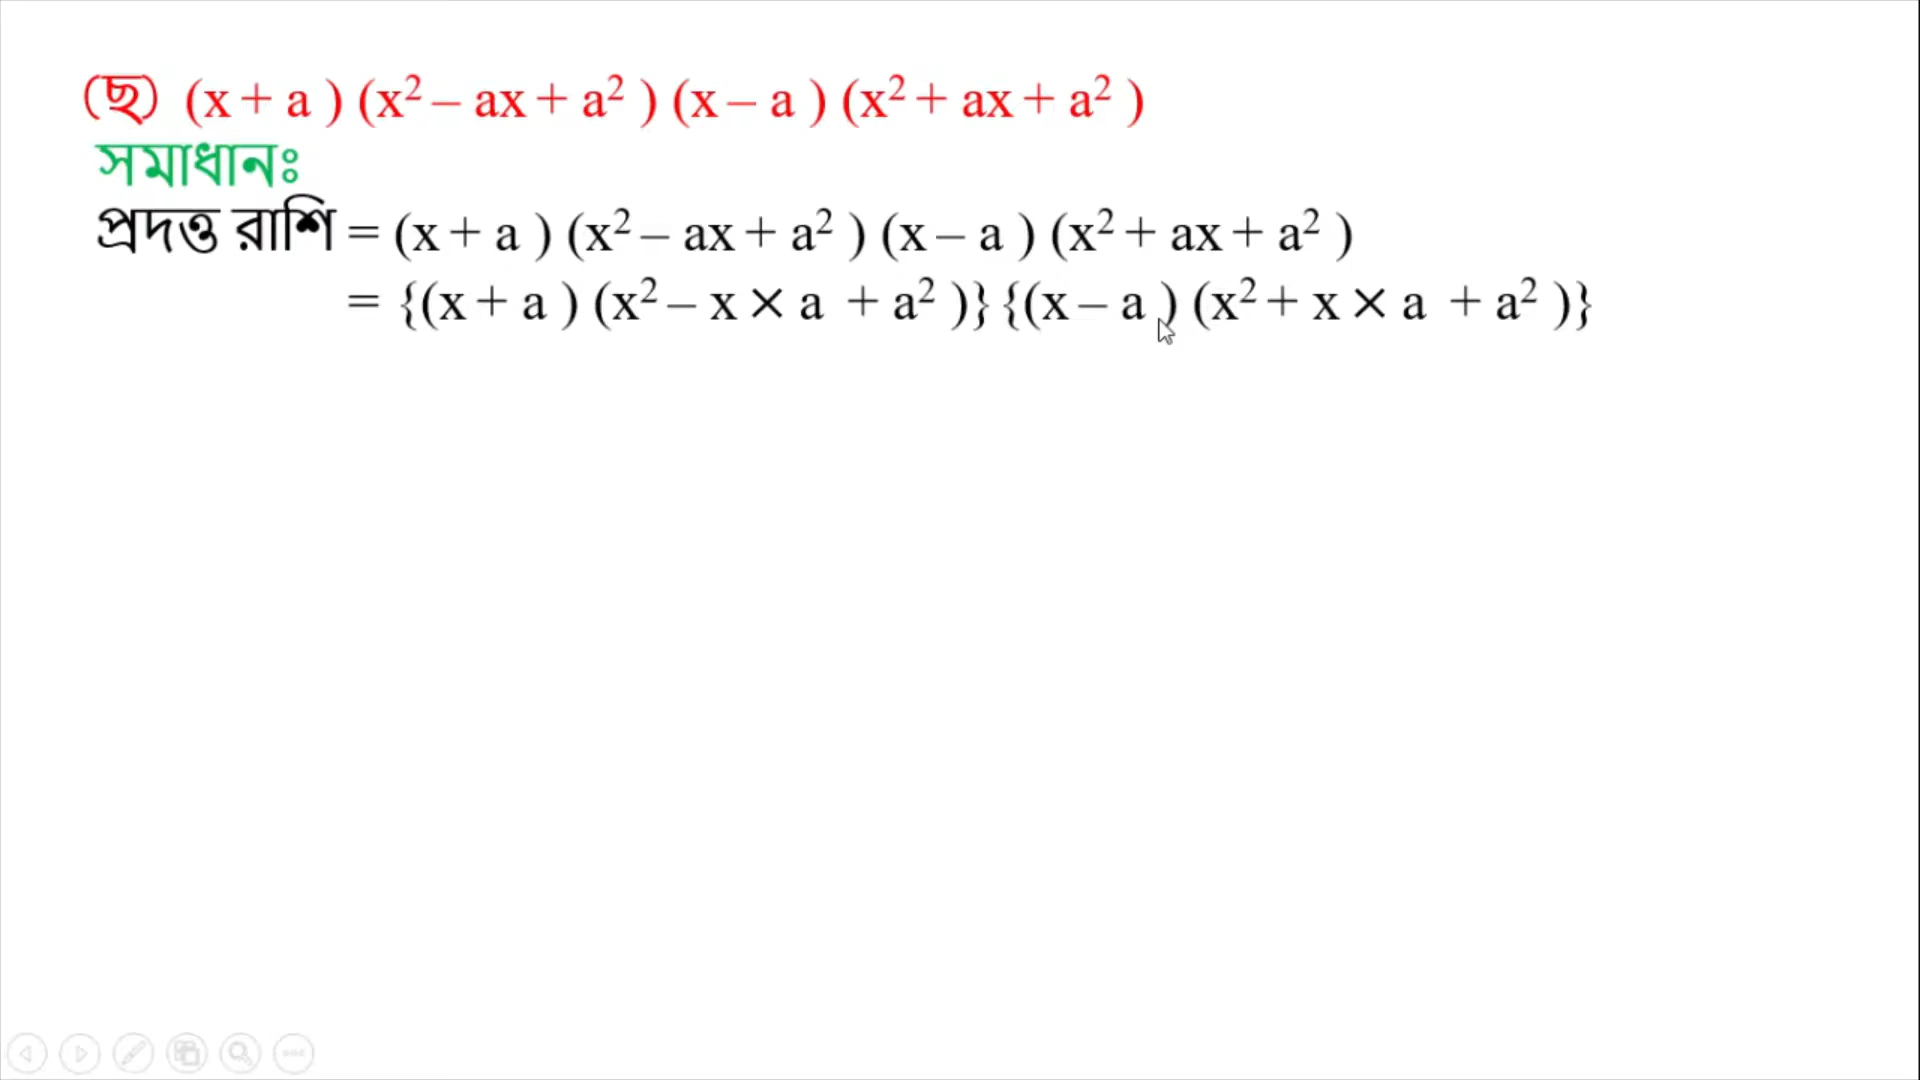 (ছ) (x + a ) (x² – ax + a² ) (x – a ) (x² + ax + a² )
সমাধানঃ
প্রদত্ত রাশি = (x + a ) (x² – ax + a² ) (x – a ) (x² + ax + a² )
= {(x + a ) (x² – x × a + a² )} {(x – a ) (x² + x × a + a² )}